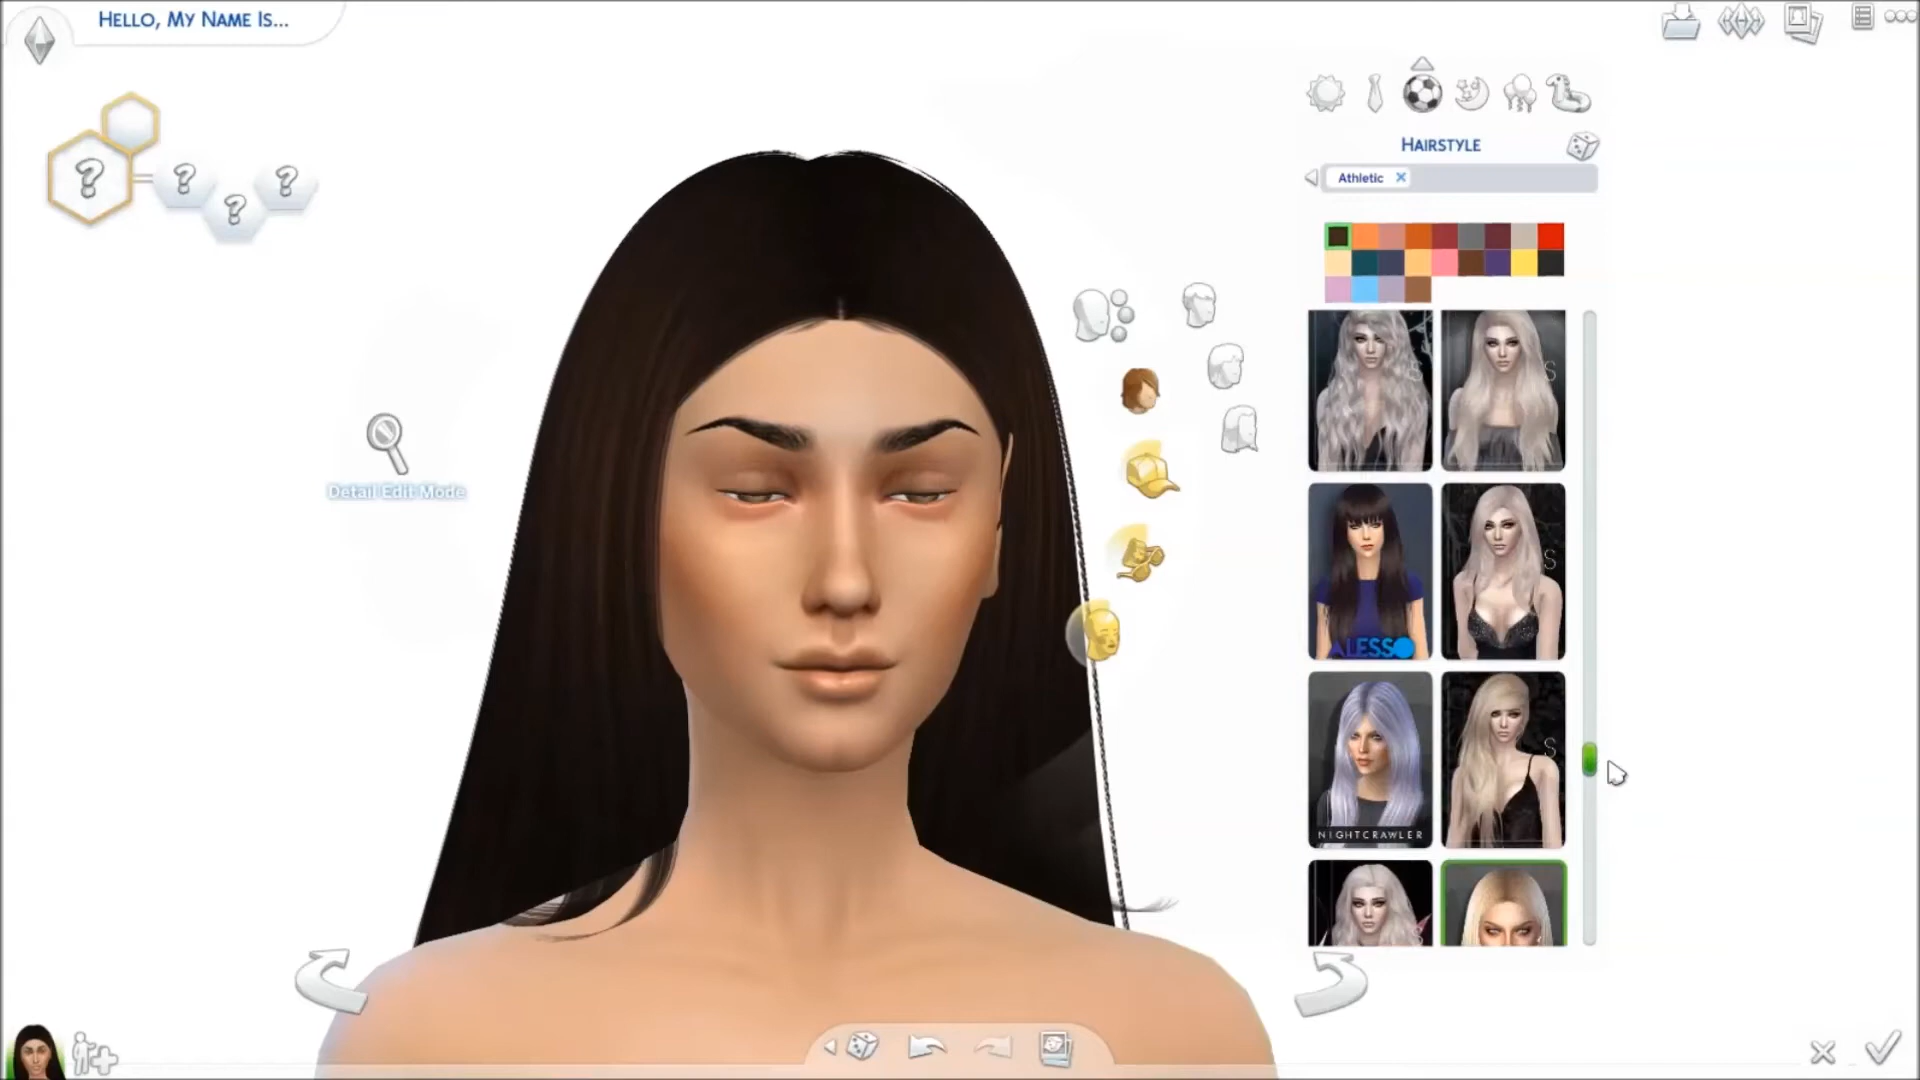 Hello, My Name Is...
Hairstyle
Athletic
Detail Edit Mode
S
ALESSO
S
NIGHTCRAWLER
S